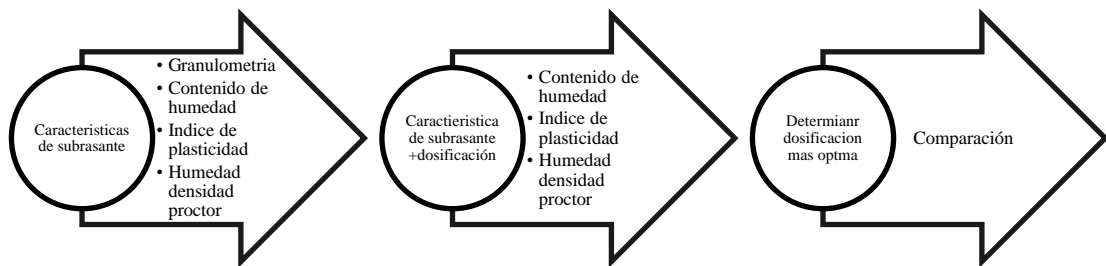 Caracteristicas
de subrasante
• Granulometria
• Contenido de
humedad
• Indice de
plasticidad
• Humedad
densidad
proctor
Caractieristica
de subrasante
+dosificación
• Contenido de
humedad
• Indice de
plasticidad
• Humedad
densidad
proctor
Determianr
dosificacion
mas optma
Comparación